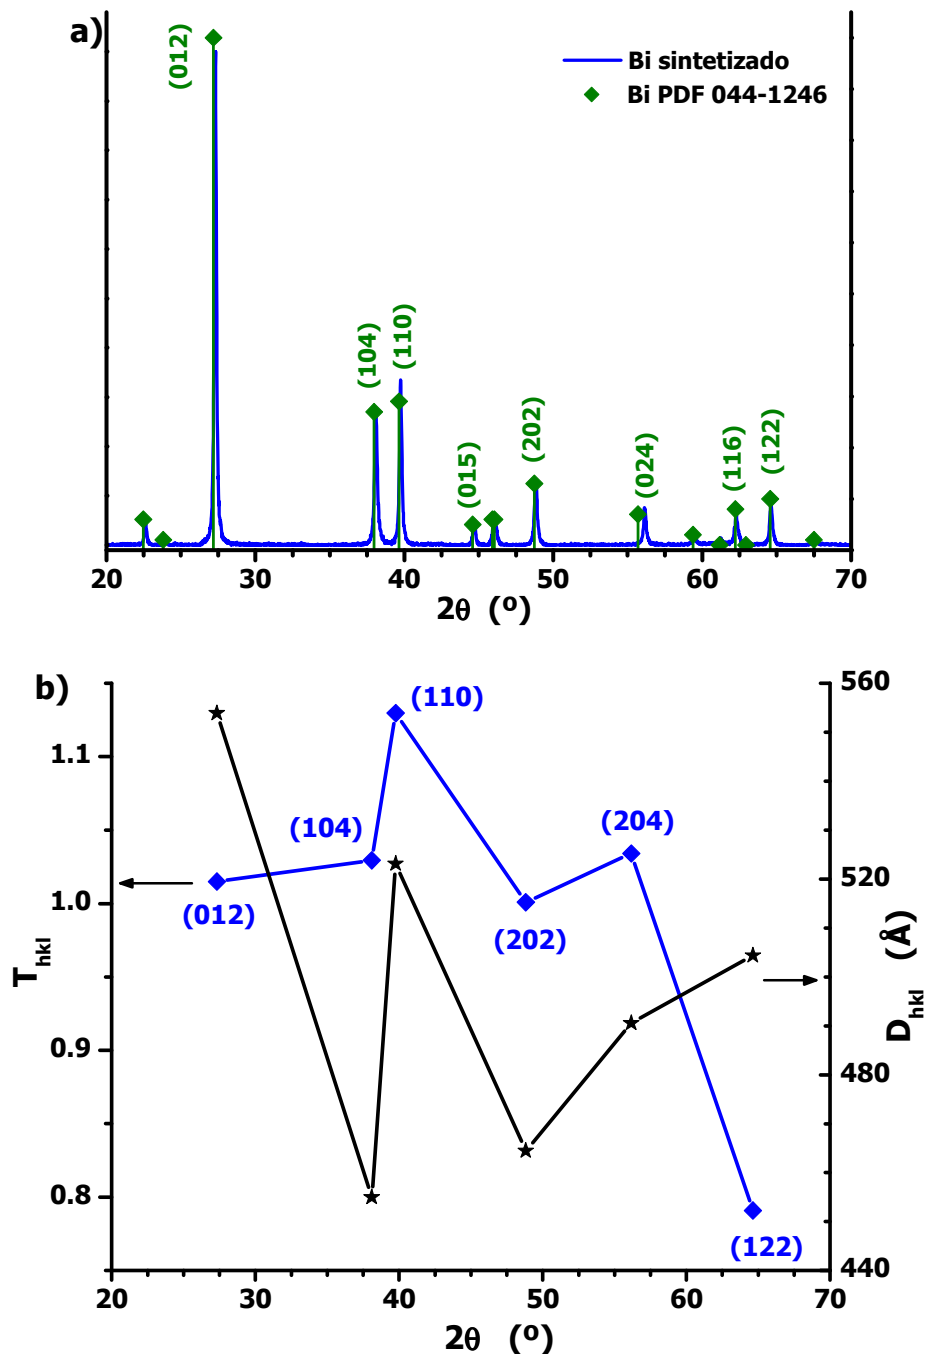 a)
(012)
Bi sintetizado
Bi PDF 044-1246
(104)
(110)
(015)
(202)
(024)
(116)
(122)
20 30 40 50 60 70
2θ (º)
b)
560
(110)
1.1
(104)
(204)
520
1.0
(012)
(202)
T_hkl
D_hkl (Å)
0.9
480
0.8
(122)
440
20 30 40 50 60 70
2θ (º)